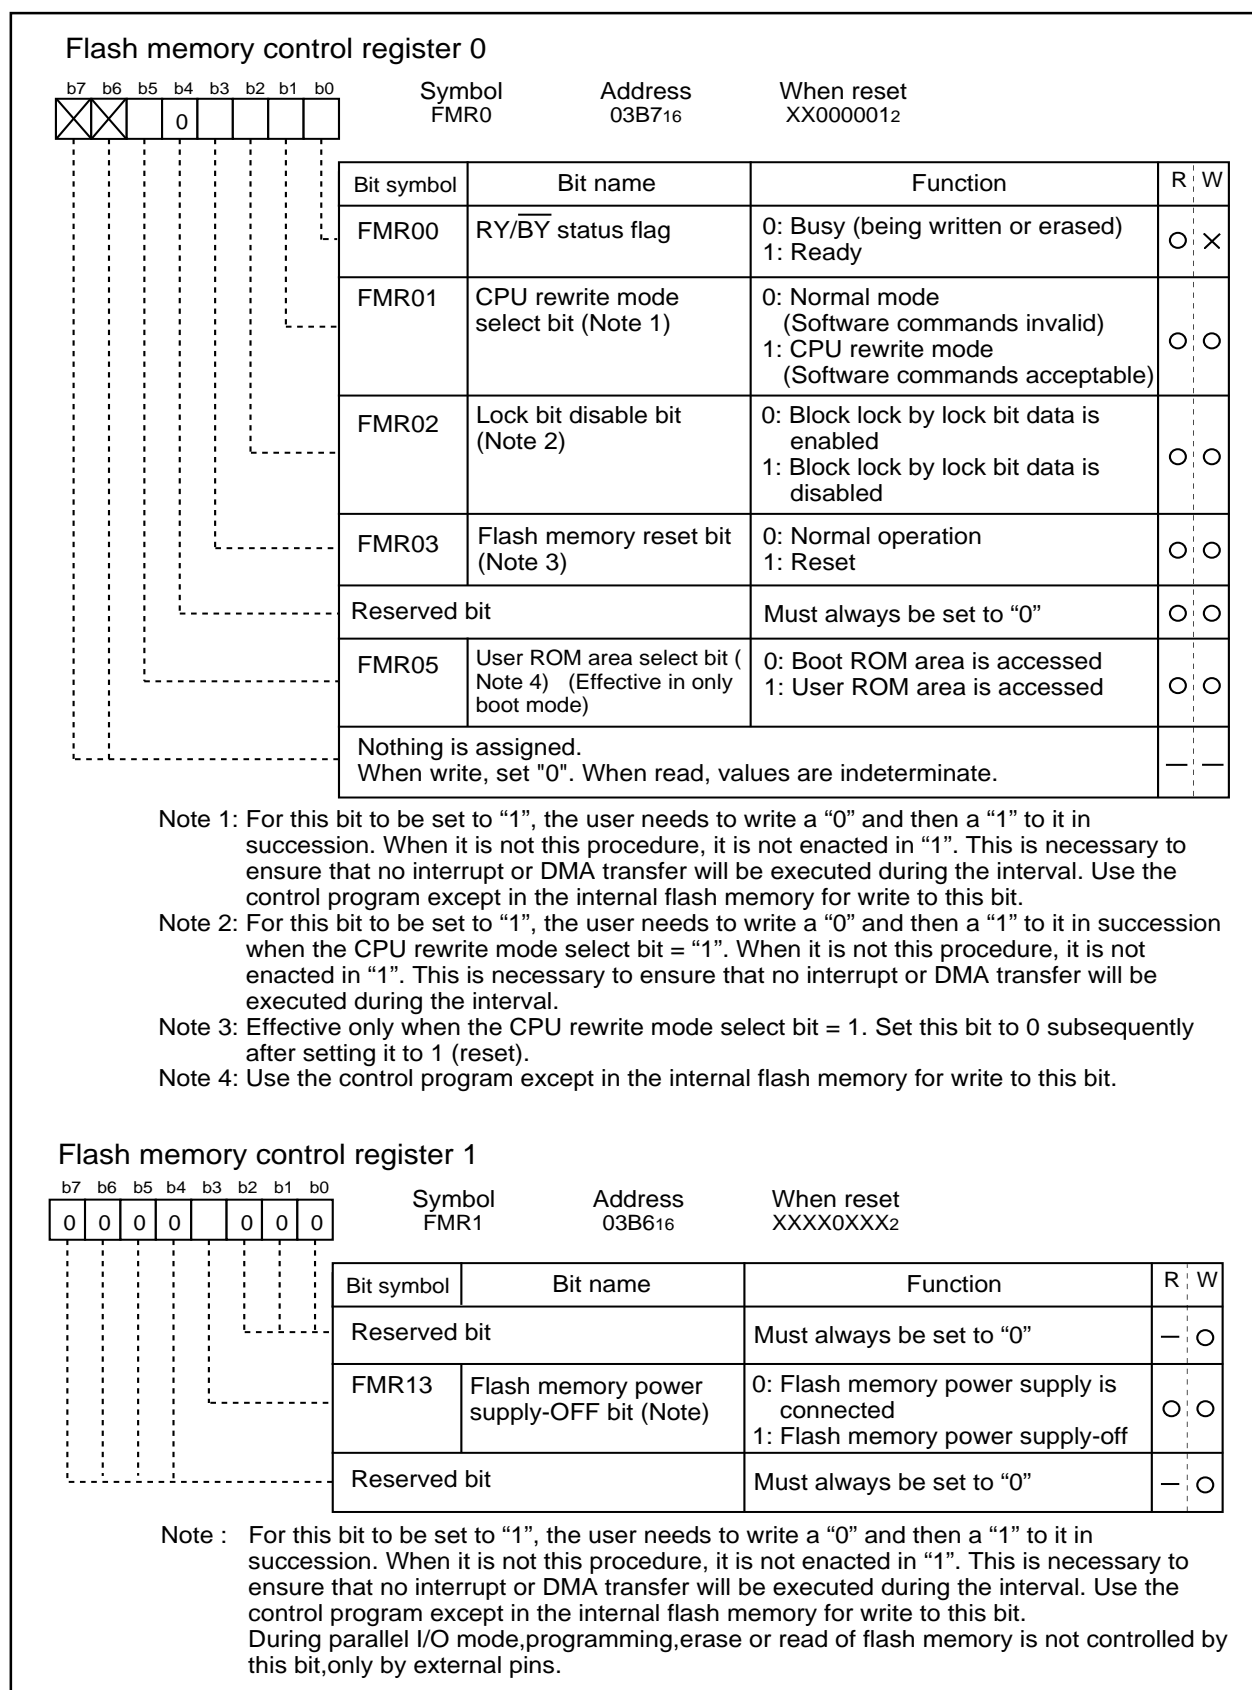 Flash memory control register 0
b7 b6 b5 b4 b3 b2 b1 b0
Symbol Address When reset
FMR0 03B716 XX0000012
0
Bit symbol Bit name Function R W
FMR00 RY/BY status flag 0: Busy (being written or erased)
1: Ready
FMR01 CPU rewrite mode 0: Normal mode
select bit (Note 1) (Software commands invalid)
1: CPU rewrite mode
(Software commands acceptable)
FMR02 Lock bit disable bit 0: Block lock by lock bit data is
(Note 2) enabled
1: Block lock by lock bit data is
disabled
FMR03 Flash memory reset bit 0: Normal operation
(Note 3) 1: Reset
Reserved bit Must always be set to “0”
FMR05 User ROM area select bit ( 0: Boot ROM area is accessed
Note 4) (Effective in only 1: User ROM area is accessed
boot mode)
Nothing is assigned.
When write, set "0". When read, values are indeterminate.
Note 1: For this bit to be set to “1”, the user needs to write a “0” and then a “1” to it in
succession. When it is not this procedure, it is not enacted in “1”. This is necessary to
ensure that no interrupt or DMA transfer will be executed during the interval. Use the
control program except in the internal flash memory for write to this bit.
Note 2: For this bit to be set to “1”, the user needs to write a “0” and then a “1” to it in succession
when the CPU rewrite mode select bit = “1”. When it is not this procedure, it is not
enacted in “1”. This is necessary to ensure that no interrupt or DMA transfer will be
executed during the interval.
Note 3: Effective only when the CPU rewrite mode select bit = 1. Set this bit to 0 subsequently
after setting it to 1 (reset).
Note 4: Use the control program except in the internal flash memory for write to this bit.
Flash memory control register 1
b7 b6 b5 b4 b3 b2 b1 b0
Symbol Address When reset
FMR1 03B616 XXXX0XXX2
0 0 0 0 0 0 0
Bit symbol Bit name Function R W
Reserved bit Must always be set to “0”
FMR13 Flash memory power 0: Flash memory power supply is
supply-OFF bit (Note) connected
1: Flash memory power supply-off
Reserved bit Must always be set to “0”
Note : For this bit to be set to “1”, the user needs to write a “0” and then a “1” to it in
succession. When it is not this procedure, it is not enacted in “1”. This is necessary to
ensure that no interrupt or DMA transfer will be executed during the interval. Use the
control program except in the internal flash memory for write to this bit.
During parallel I/O mode,programming,erase or read of flash memory is not controlled by
this bit,only by external pins.